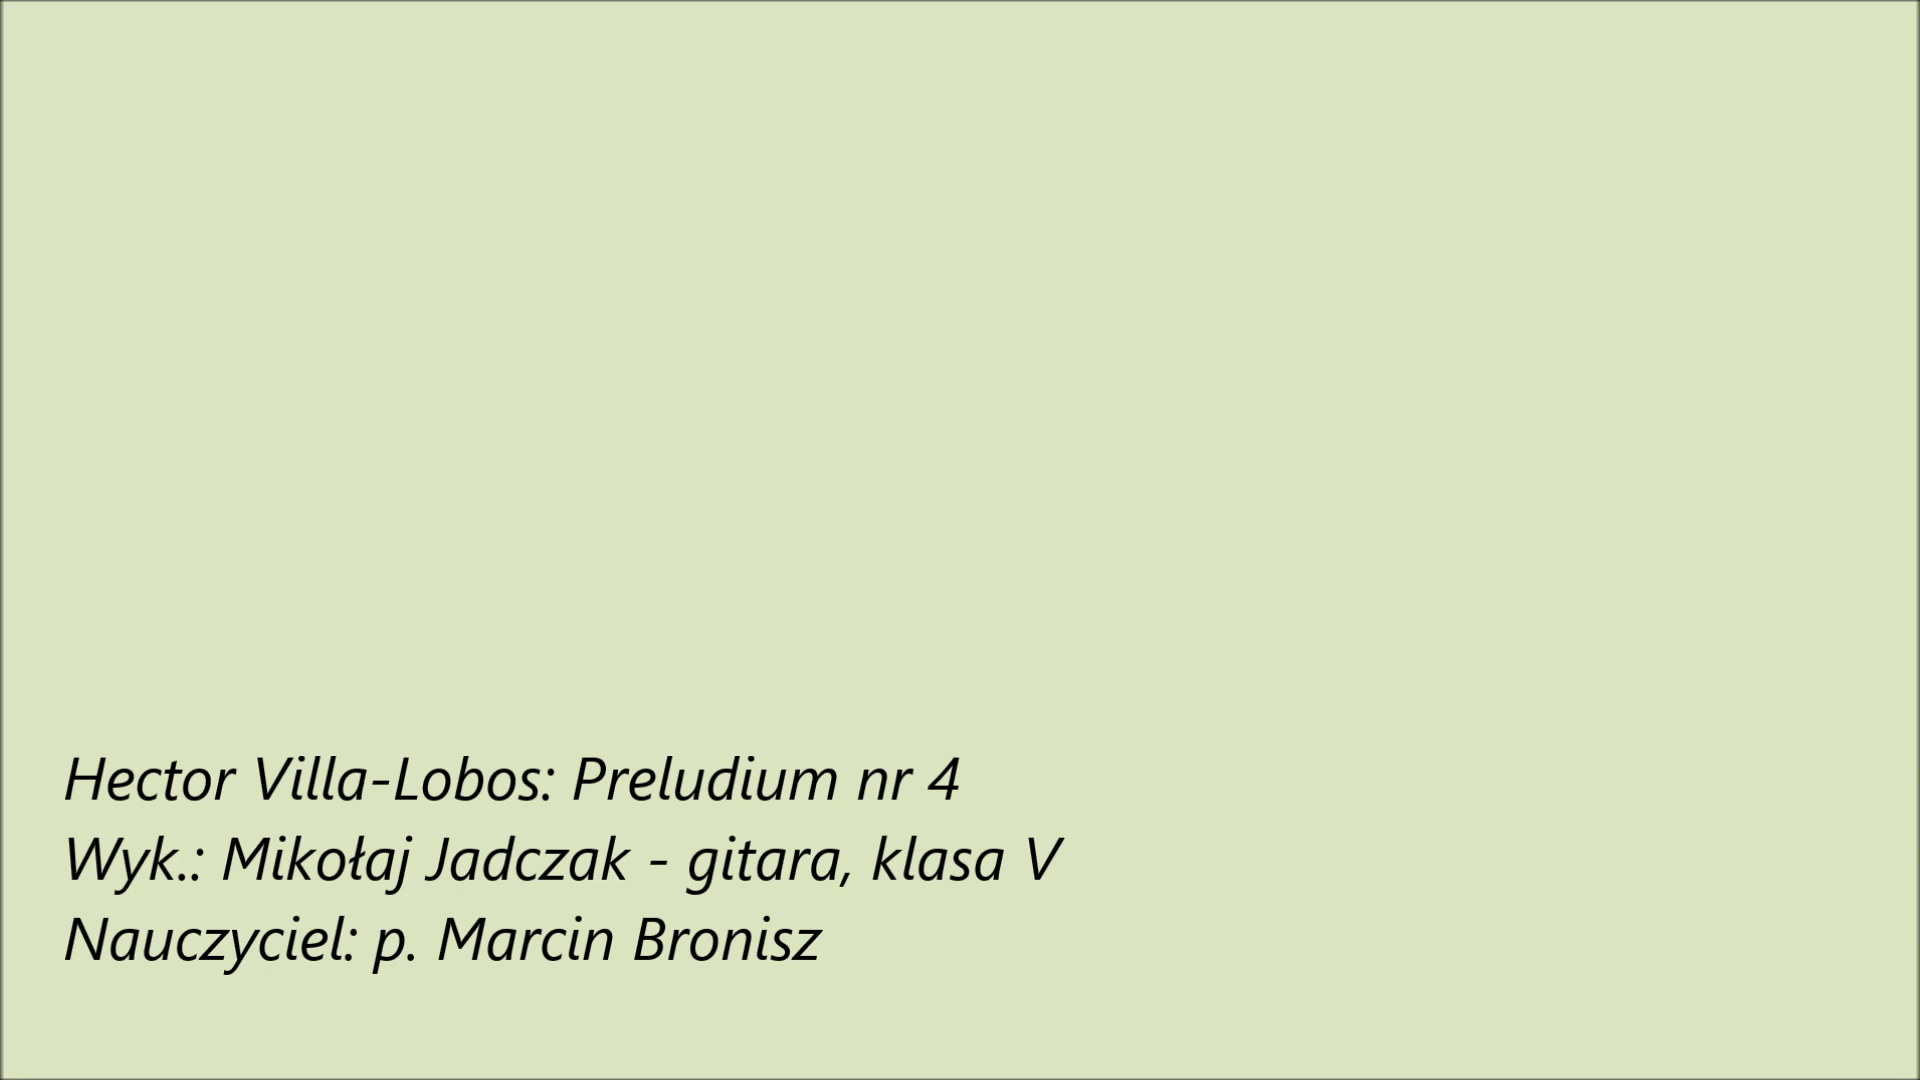 Hector Villa-Lobos: Preludium nr 4
Wyk.: Mikołaj Jadczak - gitara, klasa V
Nauczyciel: p. Marcin Bronisz